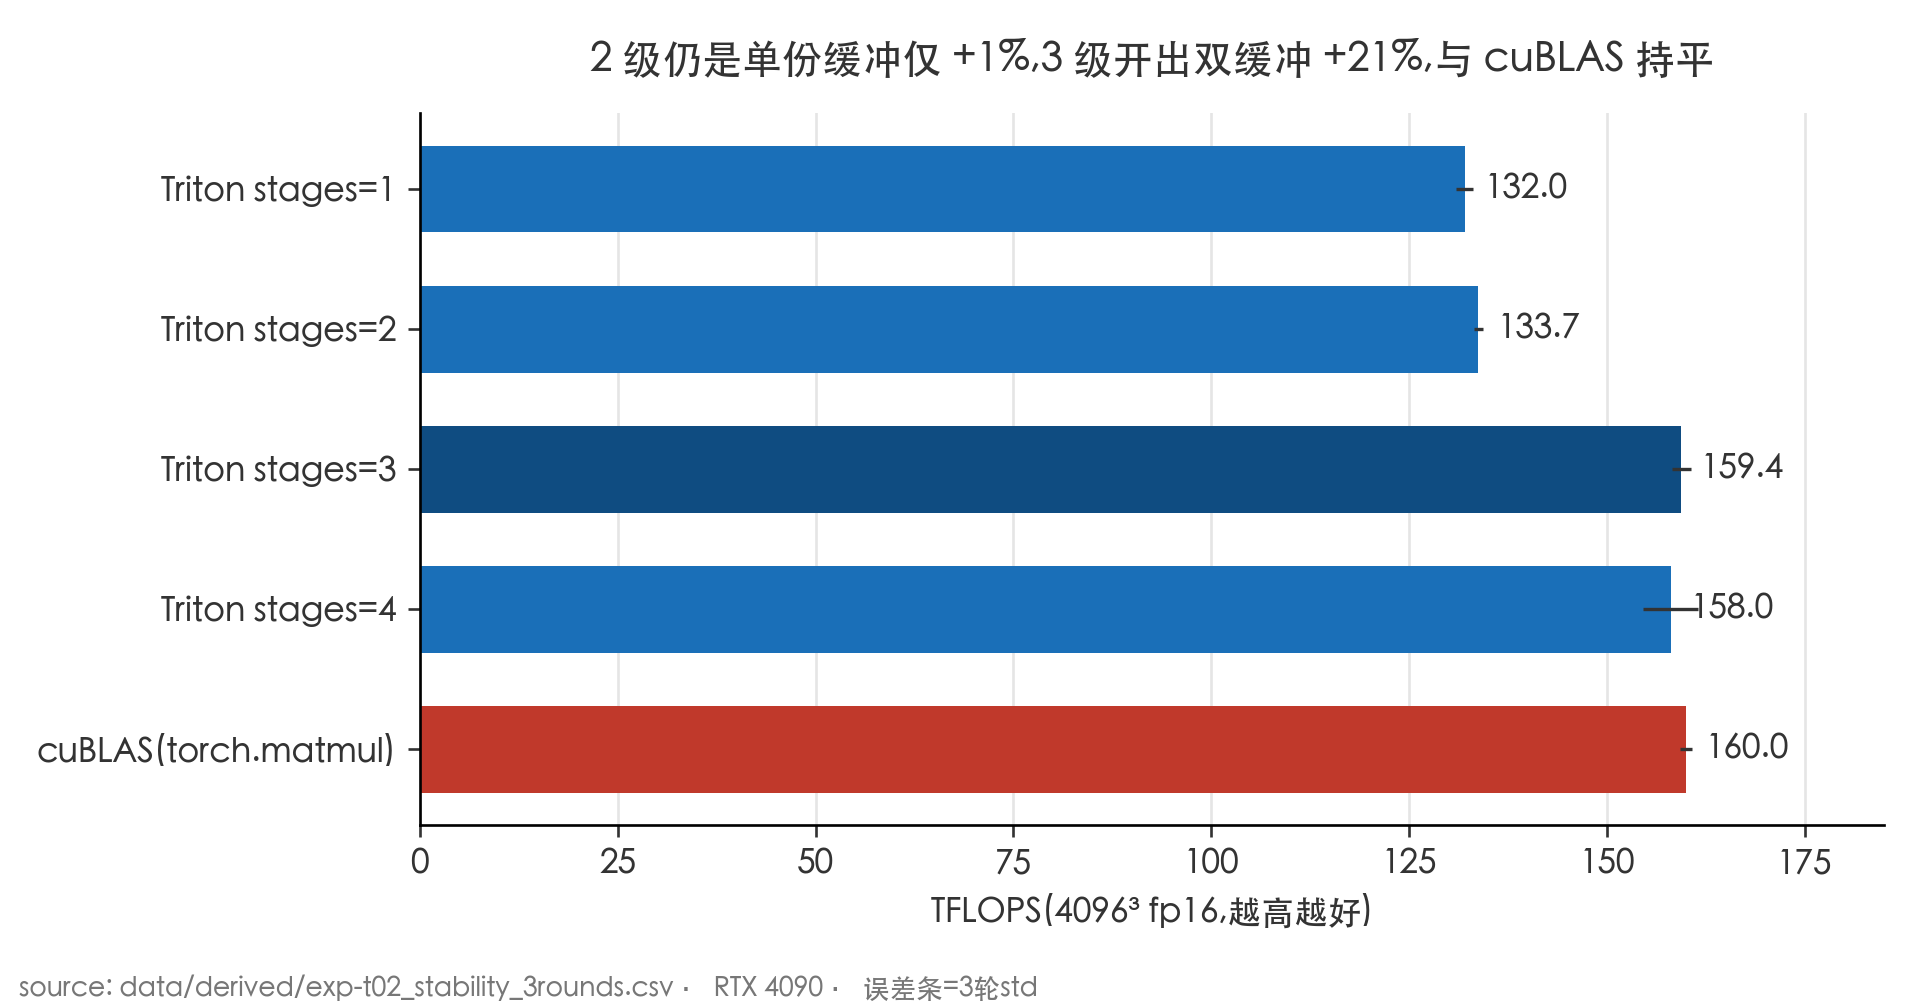 2 级仍是单份缓冲仅 +1%,3 级开出双缓冲 +21%,与 cuBLAS 持平
Triton stages=1
132.0
Triton stages=2
133.7
Triton stages=3
159.4
Triton stages=4
158.0
cuBLAS(torch.matmul)
160.0
0 25 50 75 100 125 150 175
TFLOPS(4096³ fp16,越高越好)
source: data/derived/exp-t02_stability_3rounds.csv · RTX 4090 · 误差条=3轮std